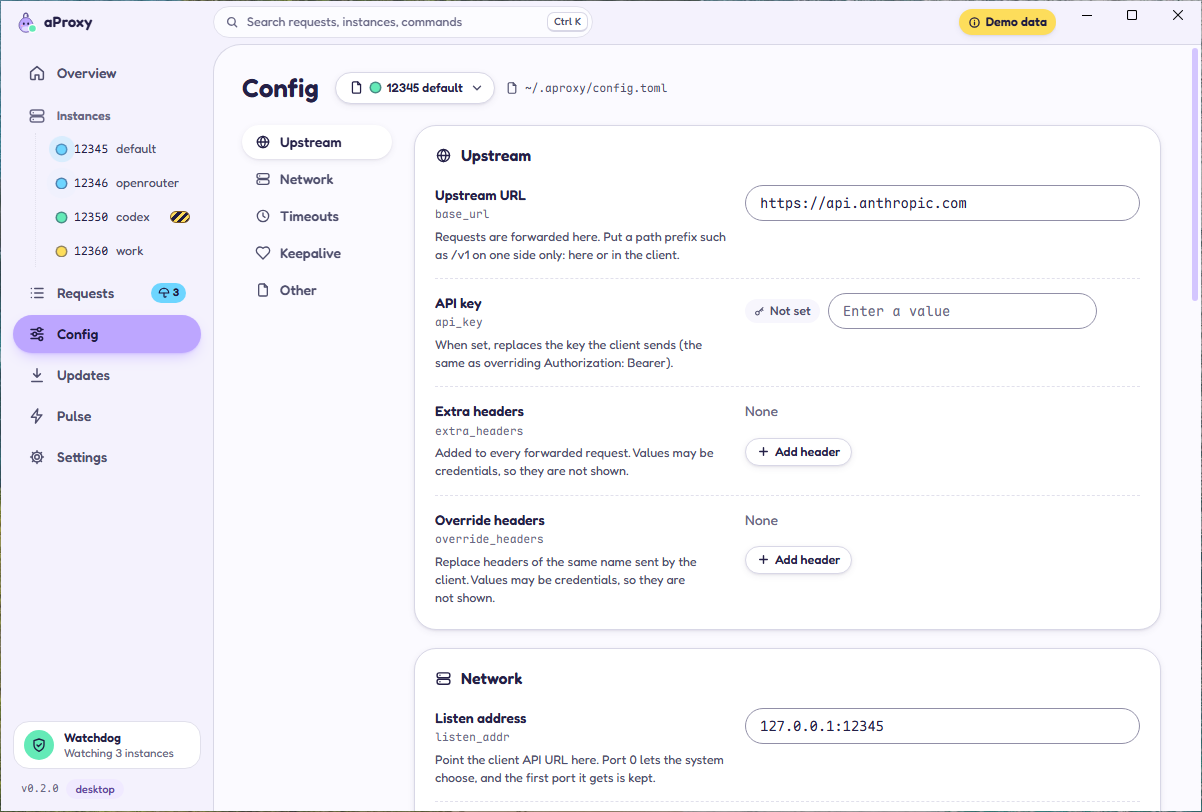 aProxy
Search requests, instances, commands
Ctrl K
Demo data
Overview
Instances
12345 default
12346 openrouter
12350 codex
12360 work
Requests
3
Config
Updates
Pulse
Settings
Watchdog
Watching 3 instances
v0.2.0 desktop
Config
12345 default
~/.aproxy/config.toml
Upstream
Network
Timeouts
Keepalive
Other
Upstream
Upstream URL
base_url
Requests are forwarded here. Put a path prefix such
as /v1 on one side only: here or in the client.
https://api.anthropic.com
API key
api_key
When set, replaces the key the client sends (the
same as overriding Authorization: Bearer).
Not set
Enter a value
Extra headers
extra_headers
Added to every forwarded request. Values may be
credentials, so they are not shown.
None
Add header
Override headers
override_headers
Replace headers of the same name sent by the
client. Values may be credentials, so they are
not shown.
None
Add header
Network
Listen address
listen_addr
Point the client API URL here. Port 0 lets the system
choose, and the first port it gets is kept.
127.0.0.1:12345